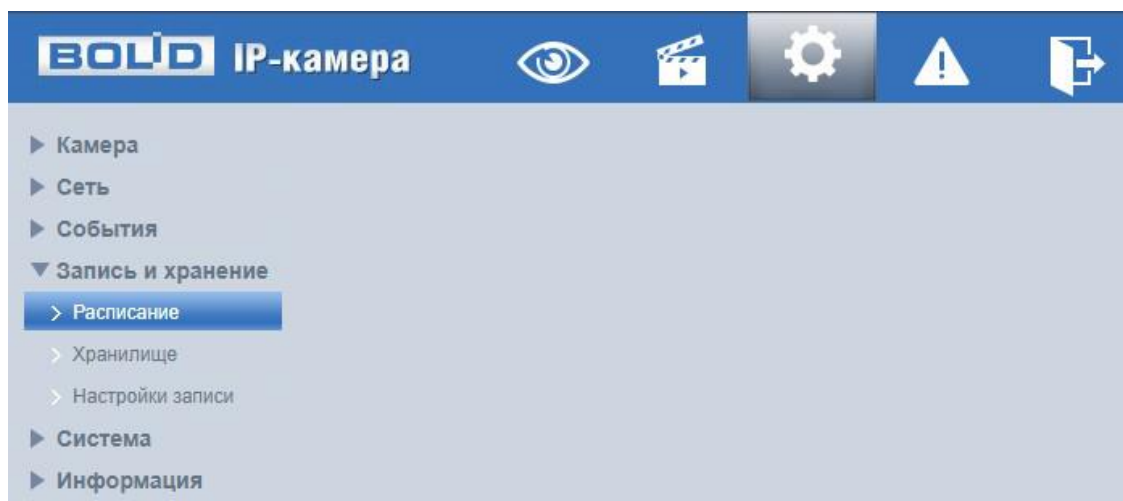 BOLID IP-камера
Камера
Сеть
События
Запись и хранение
Расписание
Хранилище
Настройки записи
Система
Информация